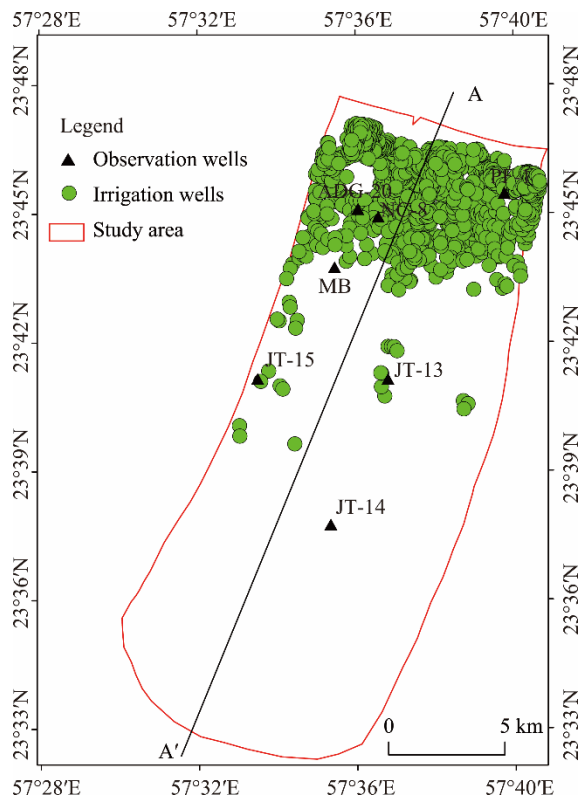 57°28′E 57°32′E 57°36′E 57°40′E
23°48′N 23°48′N
A
Legend
Observation wells
Irrigation wells
Study area
ADG-20
NG-8
23°45′N 23°45′N
MB
23°42′N 23°42′N
JT-15
JT-13
23°39′N 23°39′N
JT-14
23°36′N 23°36′N
0 5 km
23°33′N 23°33′N
A′
57°28′E 57°32′E 57°36′E 57°40′E